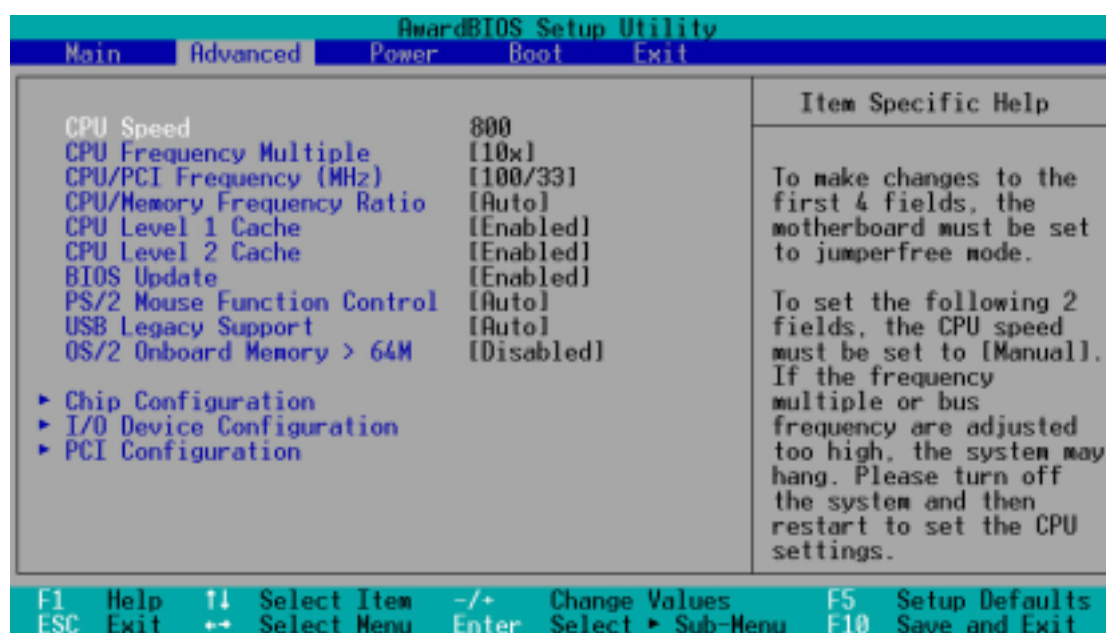 AwardBIOS Setup Utility
Main Advanced Power Boot Exit
CPU Speed 800
CPU Frequency Multiple [10x]
CPU/PCI Frequency (MHz) [100/33]
CPU/Memory Frequency Ratio [Auto]
CPU Level 1 Cache [Enabled]
CPU Level 2 Cache [Enabled]
BIOS Update [Enabled]
PS/2 Mouse Function Control [Auto]
USB Legacy Support [Auto]
OS/2 Onboard Memory > 64M [Disabled]
▸ Chip Configuration
▸ I/O Device Configuration
▸ PCI Configuration
Item Specific Help
To make changes to the
first 4 fields, the
motherboard must be set
to jumperfree mode.
To set the following 2
fields, the CPU speed
must be set to [Manual].
If the frequency
multiple or bus
frequency are adjusted
too high, the system may
hang. Please turn off
the system and then
restart to set the CPU
settings.
F1 Help ↑↓ Select Item -/+ Change Values F5 Setup Defaults
ESC Exit ←→ Select Menu Enter Select ▸ Sub-Menu F10 Save and Exit